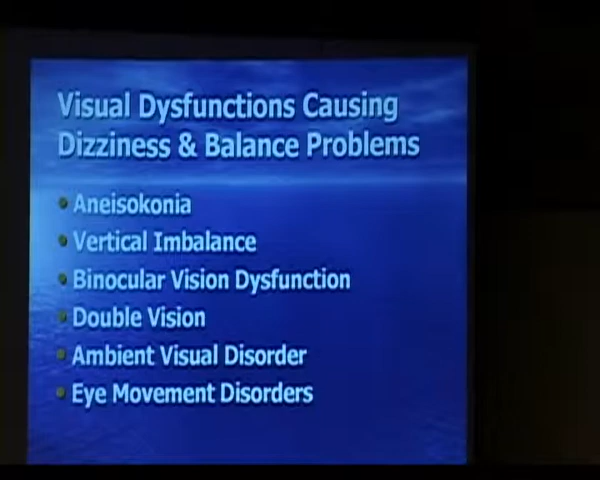 Visual Dysfunctions Causing
Dizziness & Balance Problems
Aneisokonia
Vertical Imbalance
Binocular Vision Dysfunction
Double Vision
Ambient Visual Disorder
Eye Movement Disorders